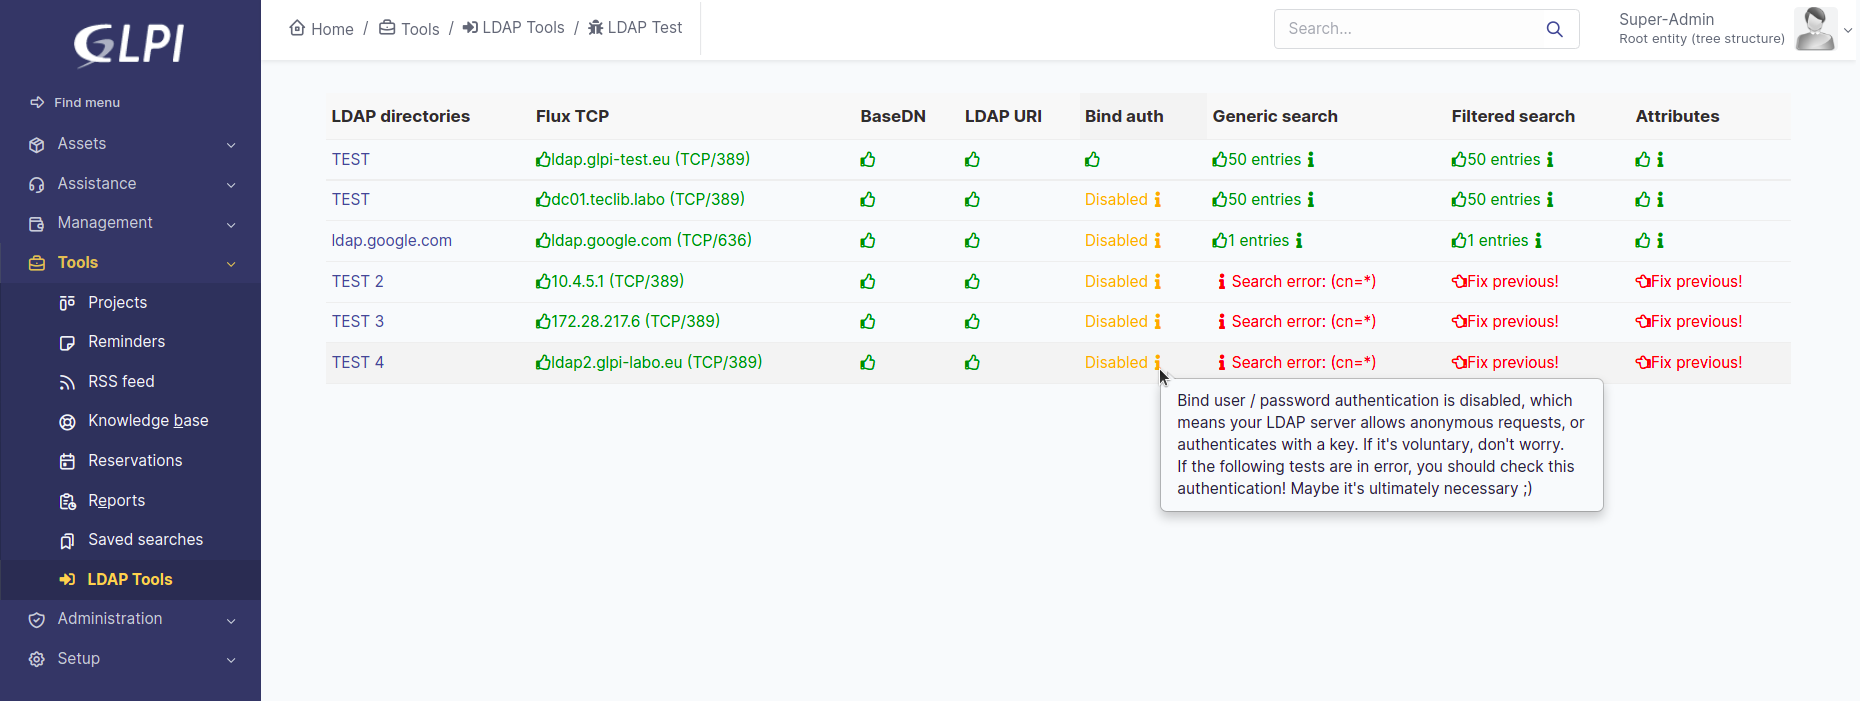 GLPI
Find menu
Assets
Assistance
Management
Tools
Projects
Reminders
RSS feed
Knowledge base
Reservations
Reports
Saved searches
LDAP Tools
Administration
Setup
Home / Tools / LDAP Tools / LDAP Test
Search...
Super-Admin
Root entity (tree structure)
LDAP directories Flux TCP BaseDN LDAP URI Bind auth Generic search Filtered search Attributes
TEST ldap.glpi-test.eu (TCP/389) 50 entries 50 entries
TEST dc01.teclib.labo (TCP/389) Disabled 50 entries 50 entries
ldap.google.com ldap.google.com (TCP/636) Disabled 1 entries 1 entries
TEST 2 10.4.5.1 (TCP/389) Disabled Search error: (cn=*) Fix previous! Fix previous!
TEST 3 172.28.217.6 (TCP/389) Disabled Search error: (cn=*) Fix previous! Fix previous!
TEST 4 ldap2.glpi-labo.eu (TCP/389) Disabled Search error: (cn=*) Fix previous! Fix previous!
Bind user / password authentication is disabled, which
means your LDAP server allows anonymous requests, or
authenticates with a key. If it's voluntary, don't worry.
If the following tests are in error, you should check this
authentication! Maybe it's ultimately necessary ;)